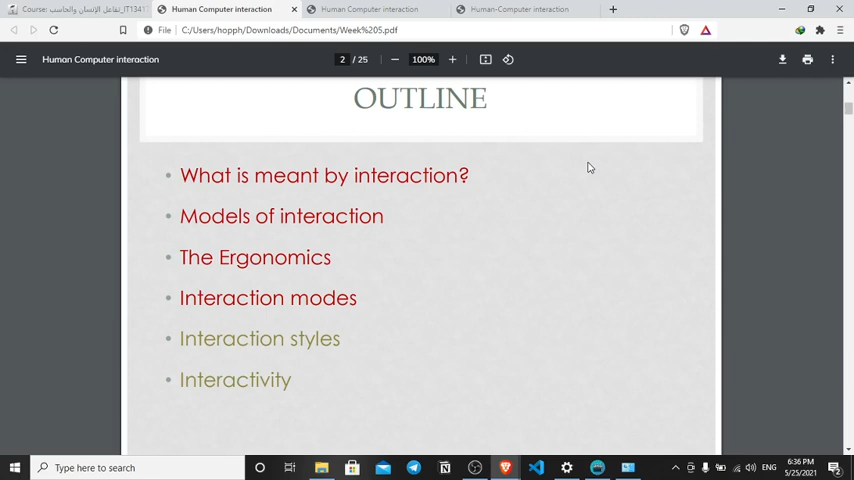 Course: تفاعل الإنسان والحاسب_IT1341
Human Computer interaction
Human Computer interaction
Human-Computer interaction
File
C:/Users/hopph/Downloads/Documents/Week%205.pdf
Human Computer interaction
2 / 25
100%
OUTLINE
• What is meant by interaction?
• Models of interaction
• The Ergonomics
• Interaction modes
• Interaction styles
• Interactivity
Type here to search
ENG
6:36 PM
5/25/2021
2